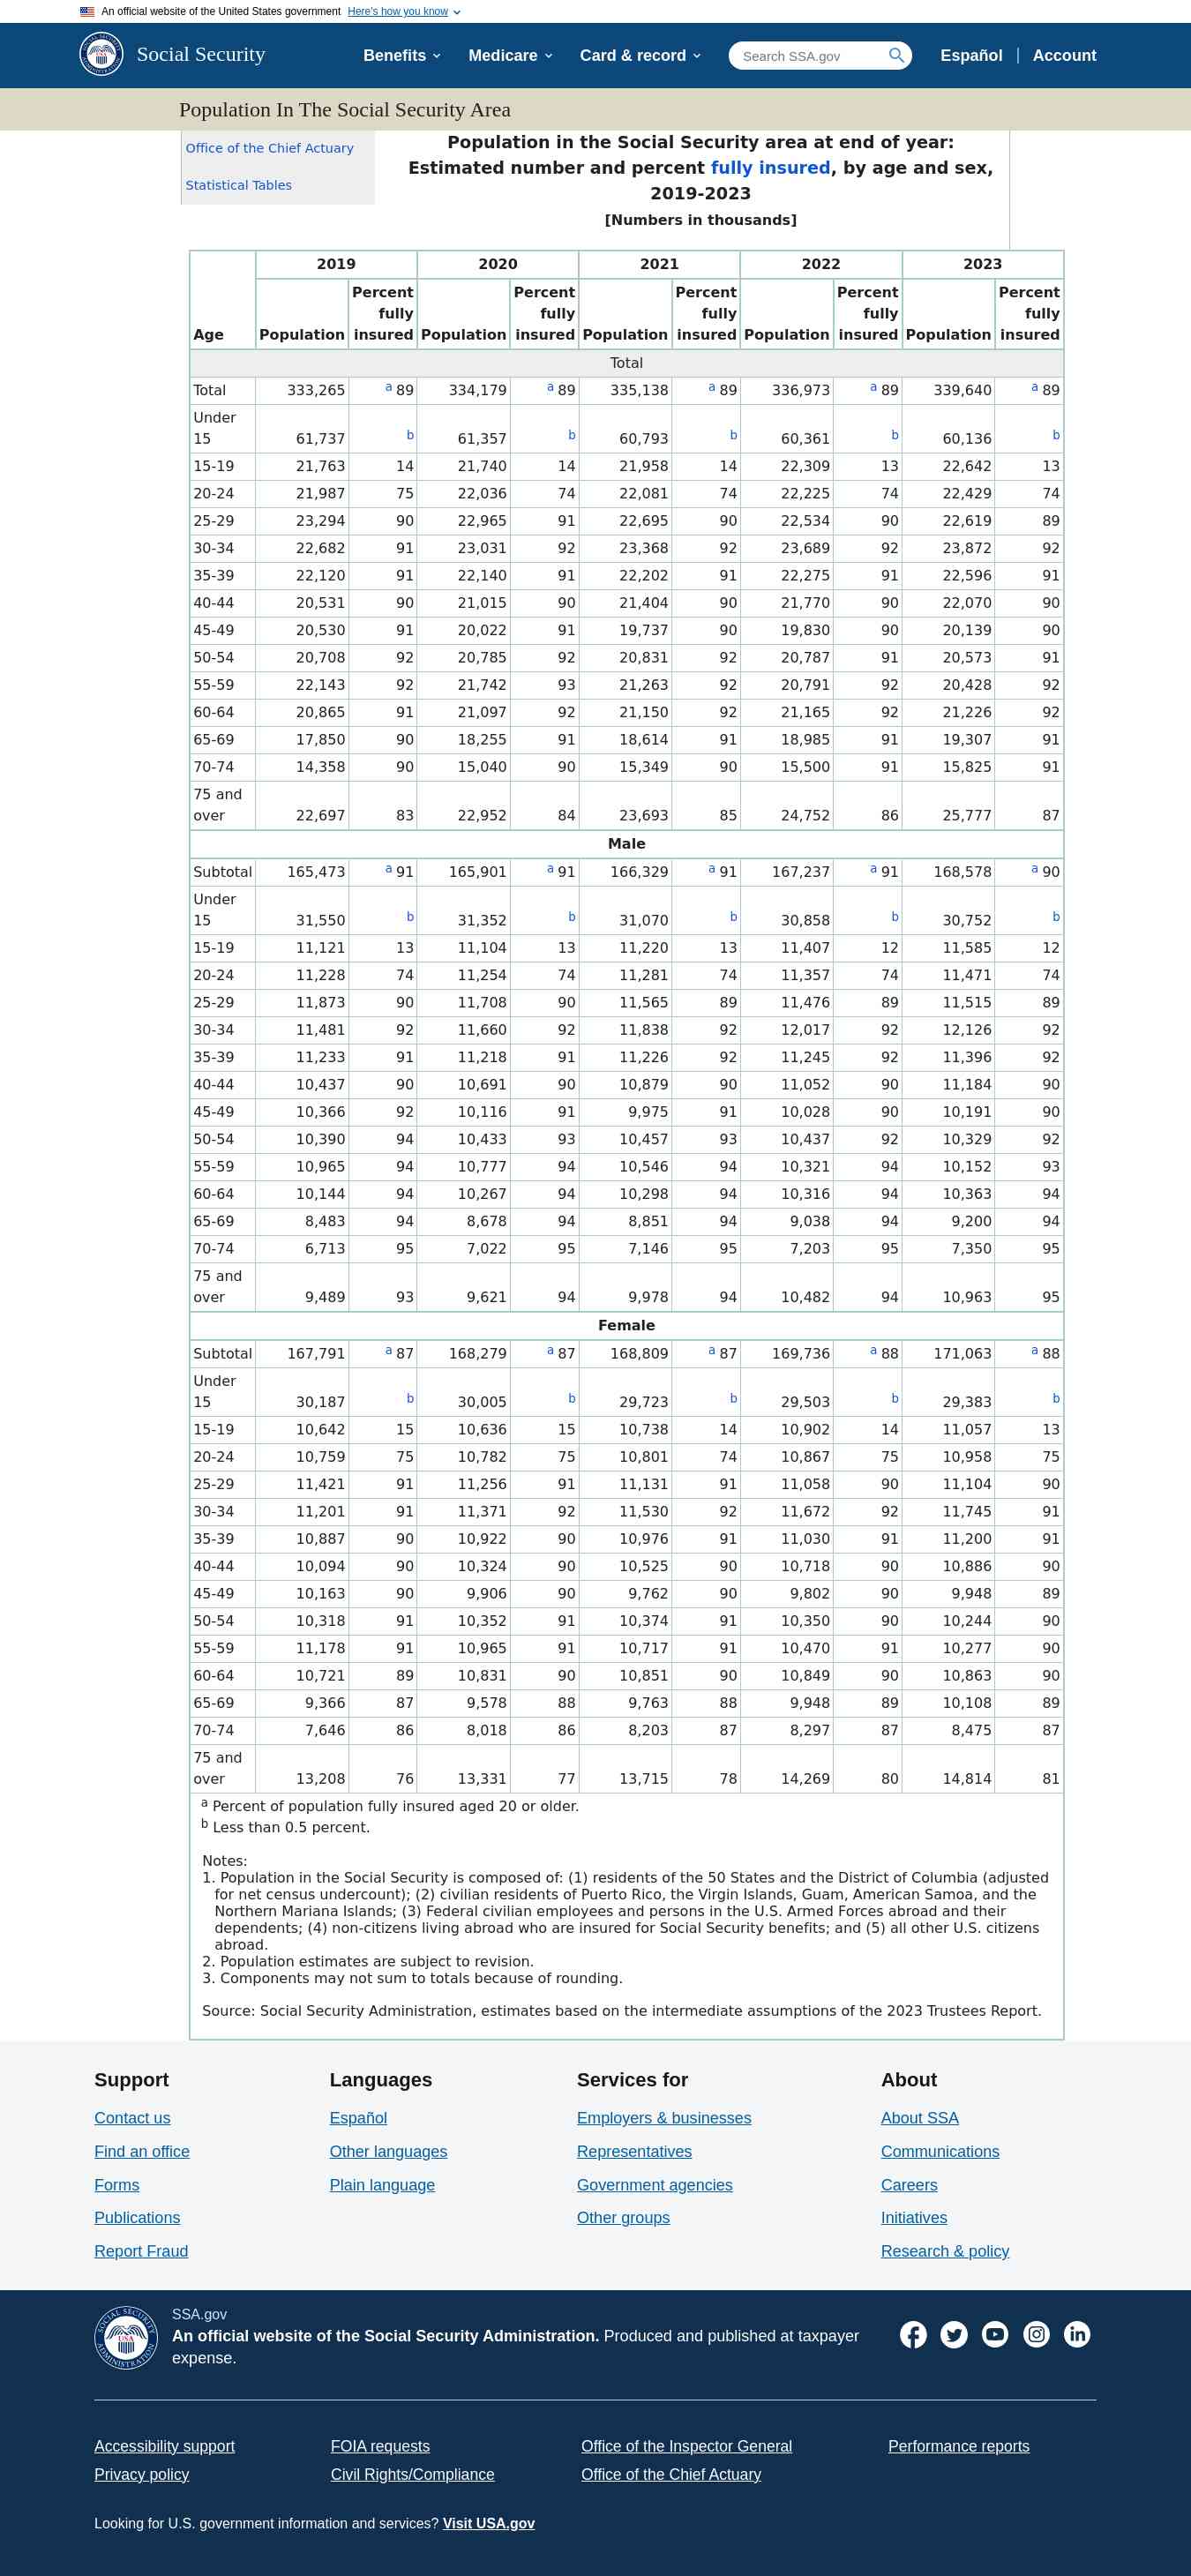 An official website of the United States government Here's how you know
Social Security Benefits Medicare Card & record Search SSA.gov Español Account
Population In The Social Security Area
Office of the Chief Actuary
Statistical Tables
Population in the Social Security area at end of year:
Estimated number and percent fully insured, by age and sex,
2019-2023
[Numbers in thousands]
2019 2020 2021 2022 2023
Percent Percent Percent Percent Percent
fully fully fully fully fully
Age Population insured Population insured Population insured Population insured Population insured
Total
Total 333,265 a 89 334,179 a 89 335,138 a 89 336,973 a 89 339,640 a 89
Under
15 61,737 b 61,357 b 60,793 b 60,361 b 60,136 b
15-19 21,763 14 21,740 14 21,958 14 22,309 13 22,642 13
20-24 21,987 75 22,036 74 22,081 74 22,225 74 22,429 74
25-29 23,294 90 22,965 91 22,695 90 22,534 90 22,619 89
30-34 22,682 91 23,031 92 23,368 92 23,689 92 23,872 92
35-39 22,120 91 22,140 91 22,202 91 22,275 91 22,596 91
40-44 20,531 90 21,015 90 21,404 90 21,770 90 22,070 90
45-49 20,530 91 20,022 91 19,737 90 19,830 90 20,139 90
50-54 20,708 92 20,785 92 20,831 92 20,787 91 20,573 91
55-59 22,143 92 21,742 93 21,263 92 20,791 92 20,428 92
60-64 20,865 91 21,097 92 21,150 92 21,165 92 21,226 92
65-69 17,850 90 18,255 91 18,614 91 18,985 91 19,307 91
70-74 14,358 90 15,040 90 15,349 90 15,500 91 15,825 91
75 and
over 22,697 83 22,952 84 23,693 85 24,752 86 25,777 87
Male
Subtotal 165,473 a 91 165,901 a 91 166,329 a 91 167,237 a 91 168,578 a 90
Under
15 31,550 b 31,352 b 31,070 b 30,858 b 30,752 b
15-19 11,121 13 11,104 13 11,220 13 11,407 12 11,585 12
20-24 11,228 74 11,254 74 11,281 74 11,357 74 11,471 74
25-29 11,873 90 11,708 90 11,565 89 11,476 89 11,515 89
30-34 11,481 92 11,660 92 11,838 92 12,017 92 12,126 92
35-39 11,233 91 11,218 91 11,226 92 11,245 92 11,396 92
40-44 10,437 90 10,691 90 10,879 90 11,052 90 11,184 90
45-49 10,366 92 10,116 91 9,975 91 10,028 90 10,191 90
50-54 10,390 94 10,433 93 10,457 93 10,437 92 10,329 92
55-59 10,965 94 10,777 94 10,546 94 10,321 94 10,152 93
60-64 10,144 94 10,267 94 10,298 94 10,316 94 10,363 94
65-69 8,483 94 8,678 94 8,851 94 9,038 94 9,200 94
70-74 6,713 95 7,022 95 7,146 95 7,203 95 7,350 95
75 and
over 9,489 93 9,621 94 9,978 94 10,482 94 10,963 95
Female
Subtotal 167,791 a 87 168,279 a 87 168,809 a 87 169,736 a 88 171,063 a 88
Under
15 30,187 b 30,005 b 29,723 b 29,503 b 29,383 b
15-19 10,642 15 10,636 15 10,738 14 10,902 14 11,057 13
20-24 10,759 75 10,782 75 10,801 74 10,867 75 10,958 75
25-29 11,421 91 11,256 91 11,131 91 11,058 90 11,104 90
30-34 11,201 91 11,371 92 11,530 92 11,672 92 11,745 91
35-39 10,887 90 10,922 90 10,976 91 11,030 91 11,200 91
40-44 10,094 90 10,324 90 10,525 90 10,718 90 10,886 90
45-49 10,163 90 9,906 90 9,762 90 9,802 90 9,948 89
50-54 10,318 91 10,352 91 10,374 91 10,350 90 10,244 90
55-59 11,178 91 10,965 91 10,717 91 10,470 91 10,277 90
60-64 10,721 89 10,831 90 10,851 90 10,849 90 10,863 90
65-69 9,366 87 9,578 88 9,763 88 9,948 89 10,108 89
70-74 7,646 86 8,018 86 8,203 87 8,297 87 8,475 87
75 and
over 13,208 76 13,331 77 13,715 78 14,269 80 14,814 81
a Percent of population fully insured aged 20 or older.
b Less than 0.5 percent.
Notes:
1. Population in the Social Security is composed of: (1) residents of the 50 States and the District of Columbia (adjusted
for net census undercount); (2) civilian residents of Puerto Rico, the Virgin Islands, Guam, American Samoa, and the
Northern Mariana Islands; (3) Federal civilian employees and persons in the U.S. Armed Forces abroad and their
dependents; (4) non-citizens living abroad who are insured for Social Security benefits; and (5) all other U.S. citizens
abroad.
2. Population estimates are subject to revision.
3. Components may not sum to totals because of rounding.
Source: Social Security Administration, estimates based on the intermediate assumptions of the 2023 Trustees Report.
Support Languages Services for About
Contact us Español Employers & businesses About SSA
Find an office Other languages Representatives Communications
Forms Plain language Government agencies Careers
Publications Other groups Initiatives
Report Fraud Research & policy
SOCIAL SECURITY
USA
ADMINISTRATION
SSA.gov
An official website of the Social Security Administration. Produced and published at taxpayer
expense.
Accessibility support FOIA requests Office of the Inspector General Performance reports
Privacy policy Civil Rights/Compliance Office of the Chief Actuary
Looking for U.S. government information and services? Visit USA.gov